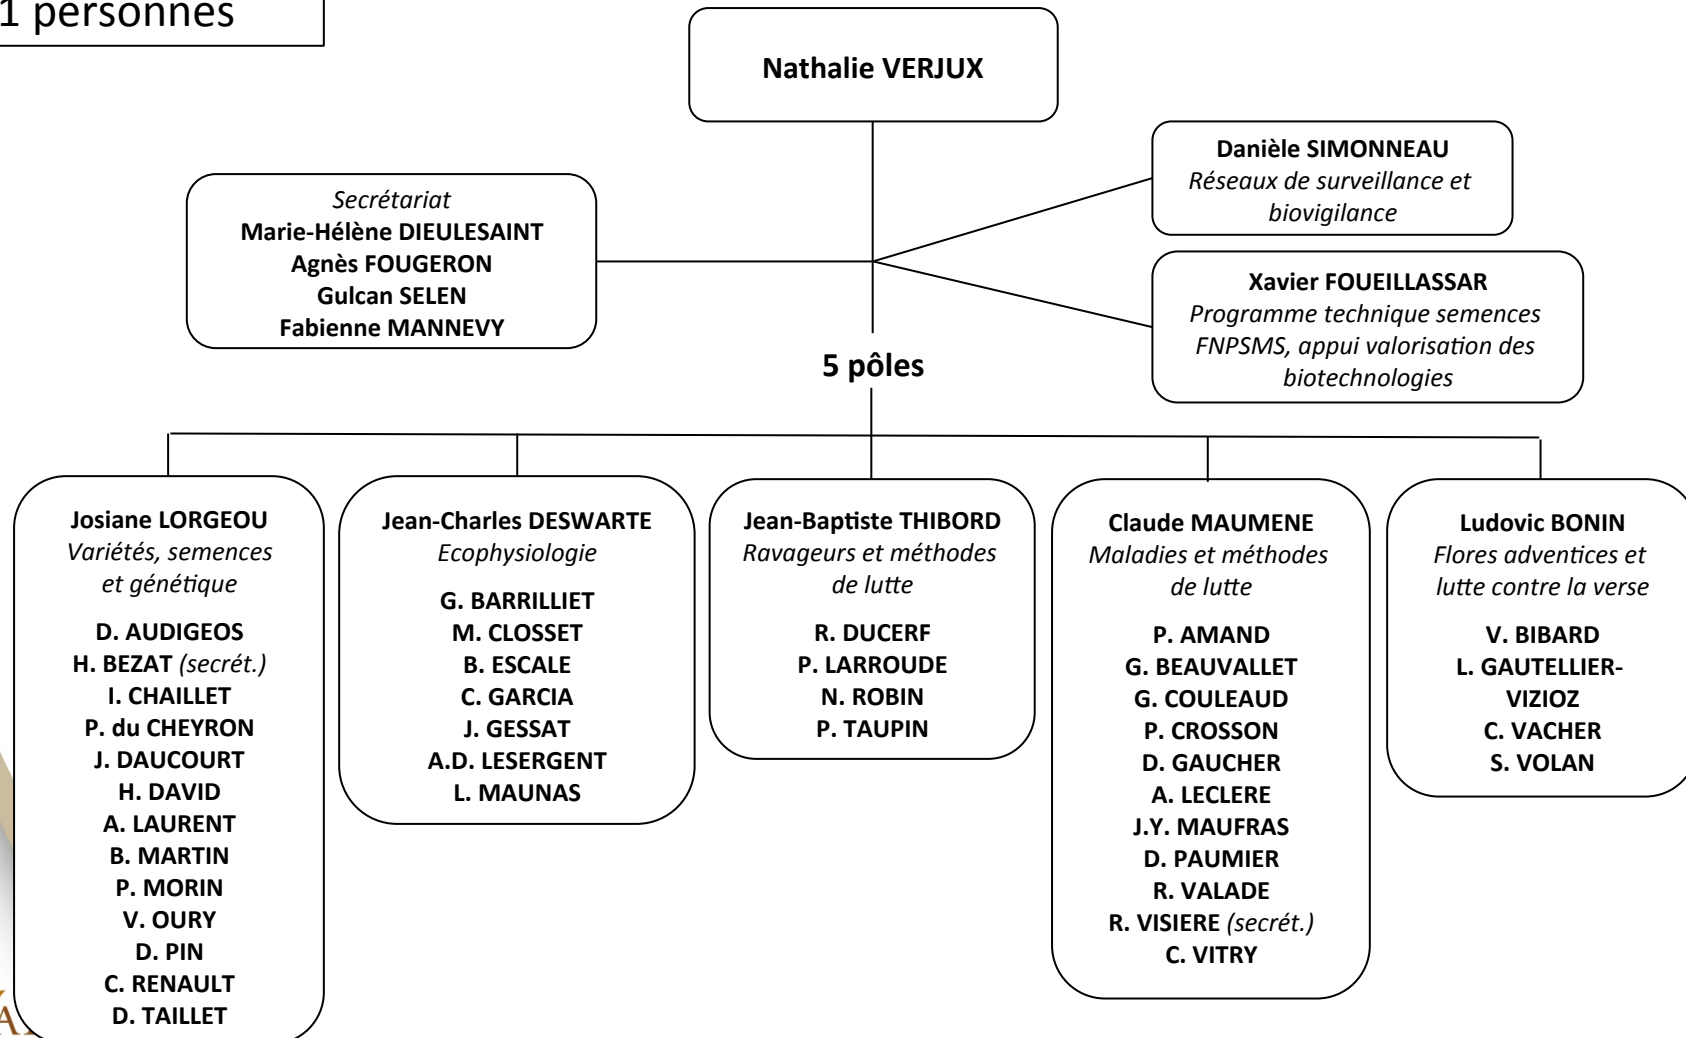 1 personnes
Nathalie VERJUX
Danièle SIMONNEAU
Réseaux de surveillance et
biovigilance
Secrétariat
Marie-Hélène DIEULESAINT
Agnès FOUGERON
Gulcan SELEN
Fabienne MANNEVY
Xavier FOUEILLASSAR
Programme technique semences
FNPSMS, appui valorisation des
biotechnologies
5 pôles
Josiane LORGEOU
Variétés, semences
et génétique
D. AUDIGEOS
H. BEZAT (secrét.)
I. CHAILLET
P. du CHEYRON
J. DAUCOURT
H. DAVID
A. LAURENT
B. MARTIN
P. MORIN
V. OURY
D. PIN
C. RENAULT
D. TAILLET
Jean-Charles DESWARTE
Ecophysiologie
G. BARRILLIET
M. CLOSSET
B. ESCALE
C. GARCIA
J. GESSAT
A.D. LESERGENT
L. MAUNAS
Jean-Baptiste THIBORD
Ravageurs et méthodes
de lutte
R. DUCERF
P. LARROUDE
N. ROBIN
P. TAUPIN
Claude MAUMENE
Maladies et méthodes
de lutte
P. AMAND
G. BEAUVALLET
G. COULEAUD
P. CROSSON
D. GAUCHER
A. LECLERE
J.Y. MAUFRAS
D. PAUMIER
R. VALADE
R. VISIERE (secrét.)
C. VITRY
Ludovic BONIN
Flores adventices et
lutte contre la verse
V. BIBARD
L. GAUTELLIER-
VIZIOZ
C. VACHER
S. VOLAN